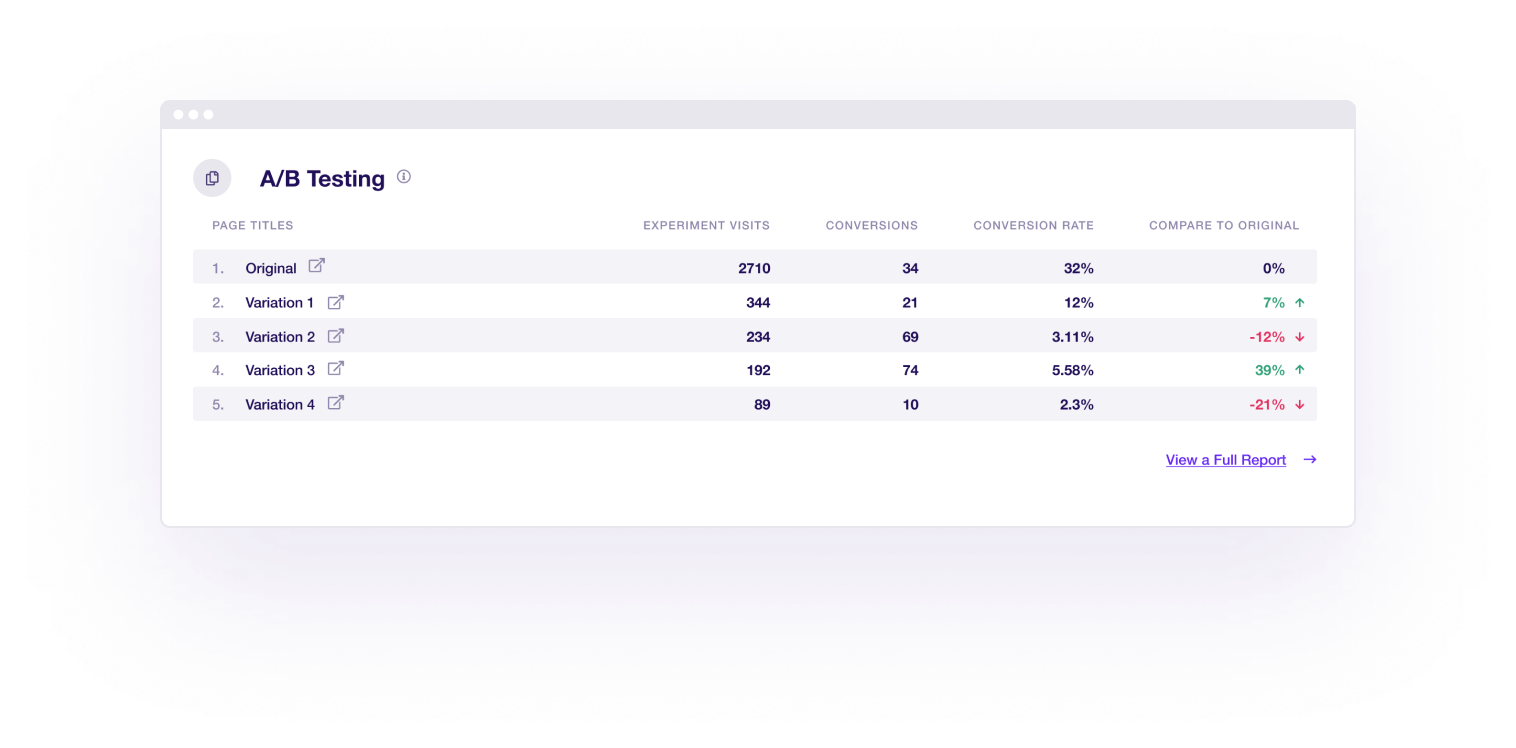 A/B Testing
PAGE TITLES EXPERIMENT VISITS CONVERSIONS CONVERSION RATE COMPARE TO ORIGINAL
1. Original 2710 34 32% 0%
2. Variation 1 344 21 12% 7% ↑
3. Variation 2 234 69 3.11% -12% ↓
4. Variation 3 192 74 5.58% 39% ↑
5. Variation 4 89 10 2.3% -21% ↓
View a Full Report →